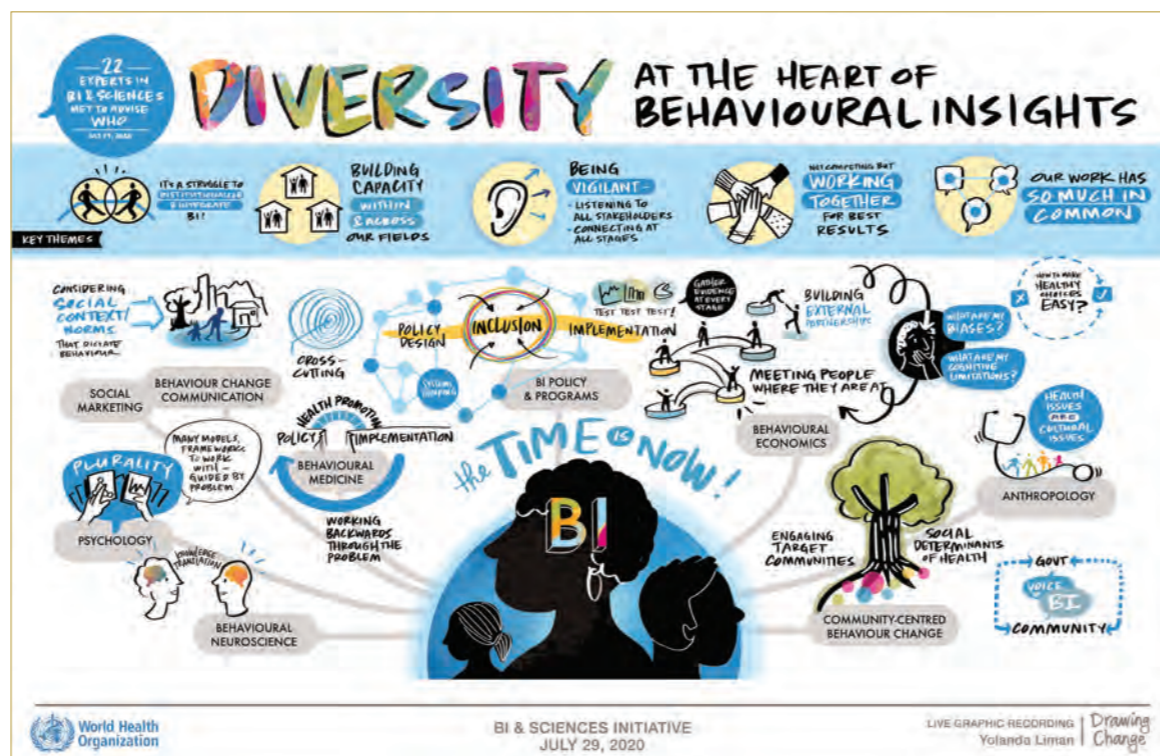 22
EXPERTS IN
BI & SCIENCES
MET TO ADVISE
WHO
JULY 29, 2020
DIVERSITY
AT THE HEART OF
BEHAVIOURAL INSIGHTS
KEY THEMES
IT'S A STRUGGLE TO
INSTITUTIONALIZE
& INTEGRATE
BI!
BUILDING
CAPACITY
WITHIN
& ACROSS
OUR FIELDS
BEING
VIGILANT-
- LISTENING TO
ALL STAKEHOLDERS
- CONNECTING AT
ALL STAGES
NOT COMPETING BUT
WORKING
TOGETHER
FOR BEST
RESULTS
OUR WORK HAS
SO MUCH IN
COMMON
CONSIDERING
SOCIAL
CONTEXT/
NORMS
THAT DICTATE
BEHAVIOUR
CROSS-
CUTTING
POLICY
DESIGN
INCLUSION
IMPLEMENTATION
SYSTEMS
THINKING
TEST TEST TEST!
GATHER
EVIDENCE
AT EVERY
STAGE
BUILDING
EXTERNAL
PARTNERSHIPS
MEETING PEOPLE
WHERE THEY ARE AT
WHAT ARE MY
BIASES?
WHAT ARE MY
COGNITIVE
LIMITATIONS?
HOW TO MAKE
HEALTHY
CHOICES
EASY?
SOCIAL
MARKETING
BEHAVIOUR CHANGE
COMMUNICATION
BI POLICY
& PROGRAMS
BEHAVIOURAL
ECONOMICS
HEALTH
ISSUES
ARE
CULTURAL
ISSUES
ANTHROPOLOGY
PLURALITY
MANY MODELS,
FRAMEWORKS
TO WORK
WITH -
GUIDED BY
PROBLEM
PSYCHOLOGY
HEALTH PROMOTION
POLICY
IMPLEMENTATION
BEHAVIOURAL
MEDICINE
WORKING
BACKWARDS
THROUGH THE
PROBLEM
the TIME is NOW!
BI
KNOWLEDGE
TRANSLATION
BEHAVIOURAL
NEUROSCIENCE
ENGAGING
TARGET
COMMUNITIES
SOCIAL
DETERMINANTS
OF HEALTH
COMMUNITY-CENTRED
BEHAVIOUR CHANGE
GOVT
VOICE
BI
COMMUNITY
World Health
Organization
BI & SCIENCES INITIATIVE
JULY 29, 2020
LIVE GRAPHIC RECORDING
Yolanda Liman
Drawing
Change